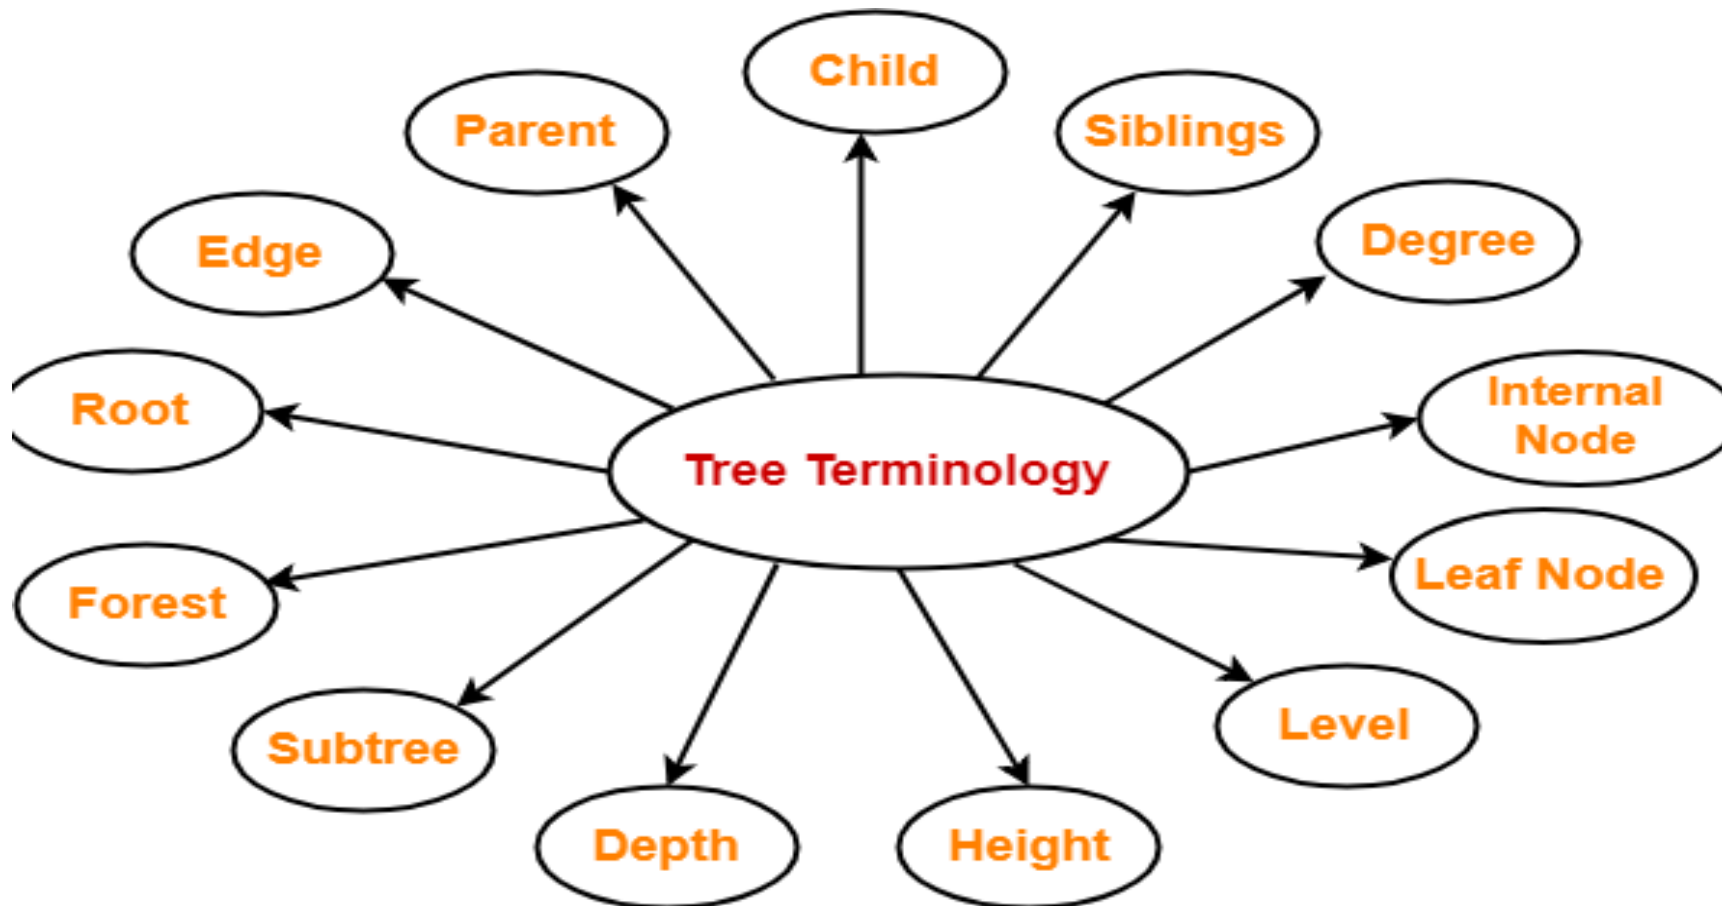 Child
Parent
Siblings
Degree
Edge
Internal
Node
Root
Tree Terminology
Leaf Node
Forest
Level
Subtree
Depth
Height